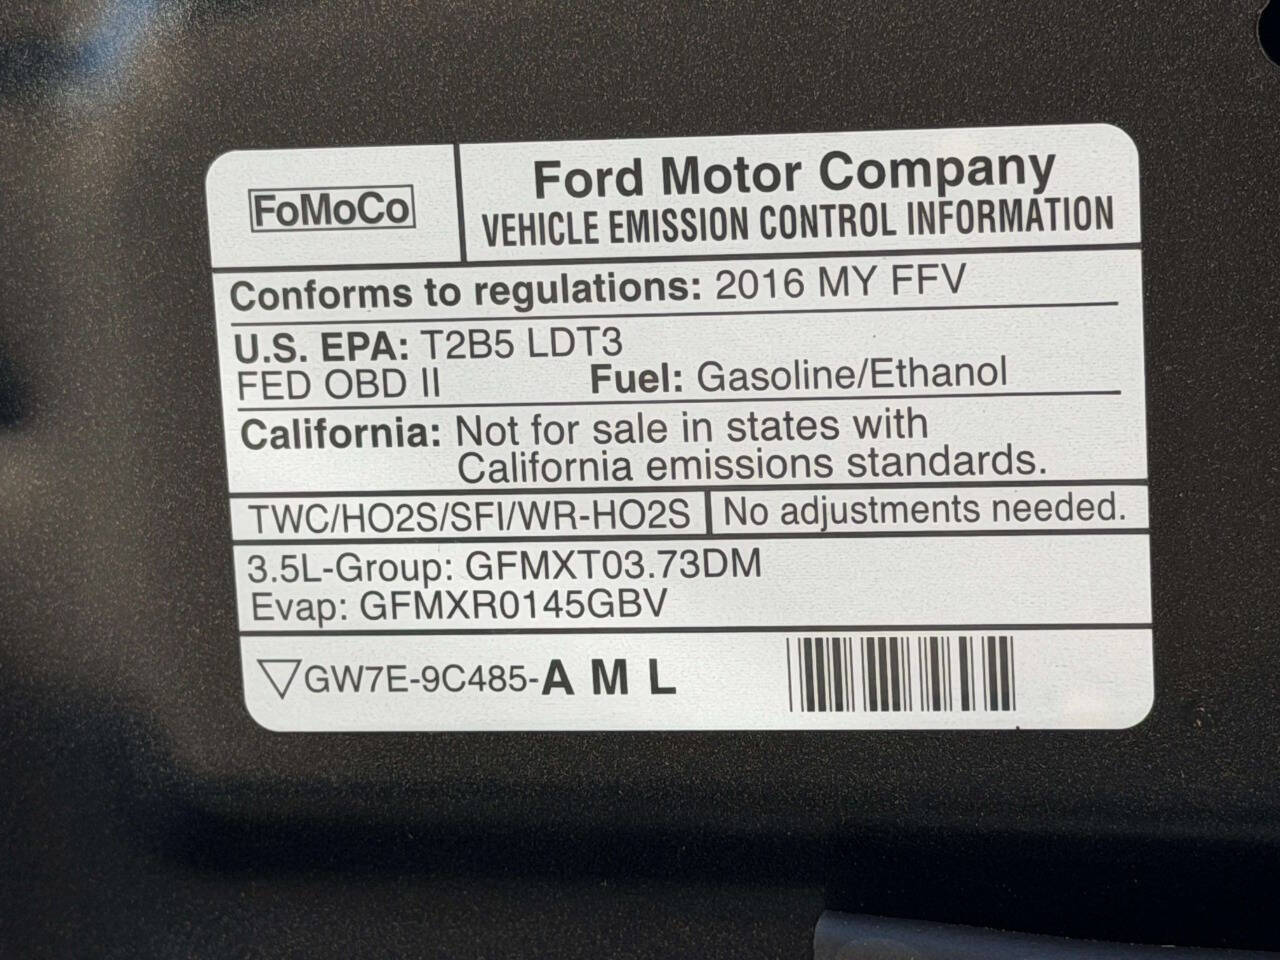 FoMoCo
Ford Motor Company
VEHICLE EMISSION CONTROL INFORMATION
Conforms to regulations: 2016 MY FFV
U.S. EPA: T2B5 LDT3
FED OBD II Fuel: Gasoline/Ethanol
California: Not for sale in states with
California emissions standards.
TWC/HO2S/SFI/WR-HO2S No adjustments needed.
3.5L-Group: GFMXT03.73DM
Evap: GFMXR0145GBV
GW7E-9C485-A M L